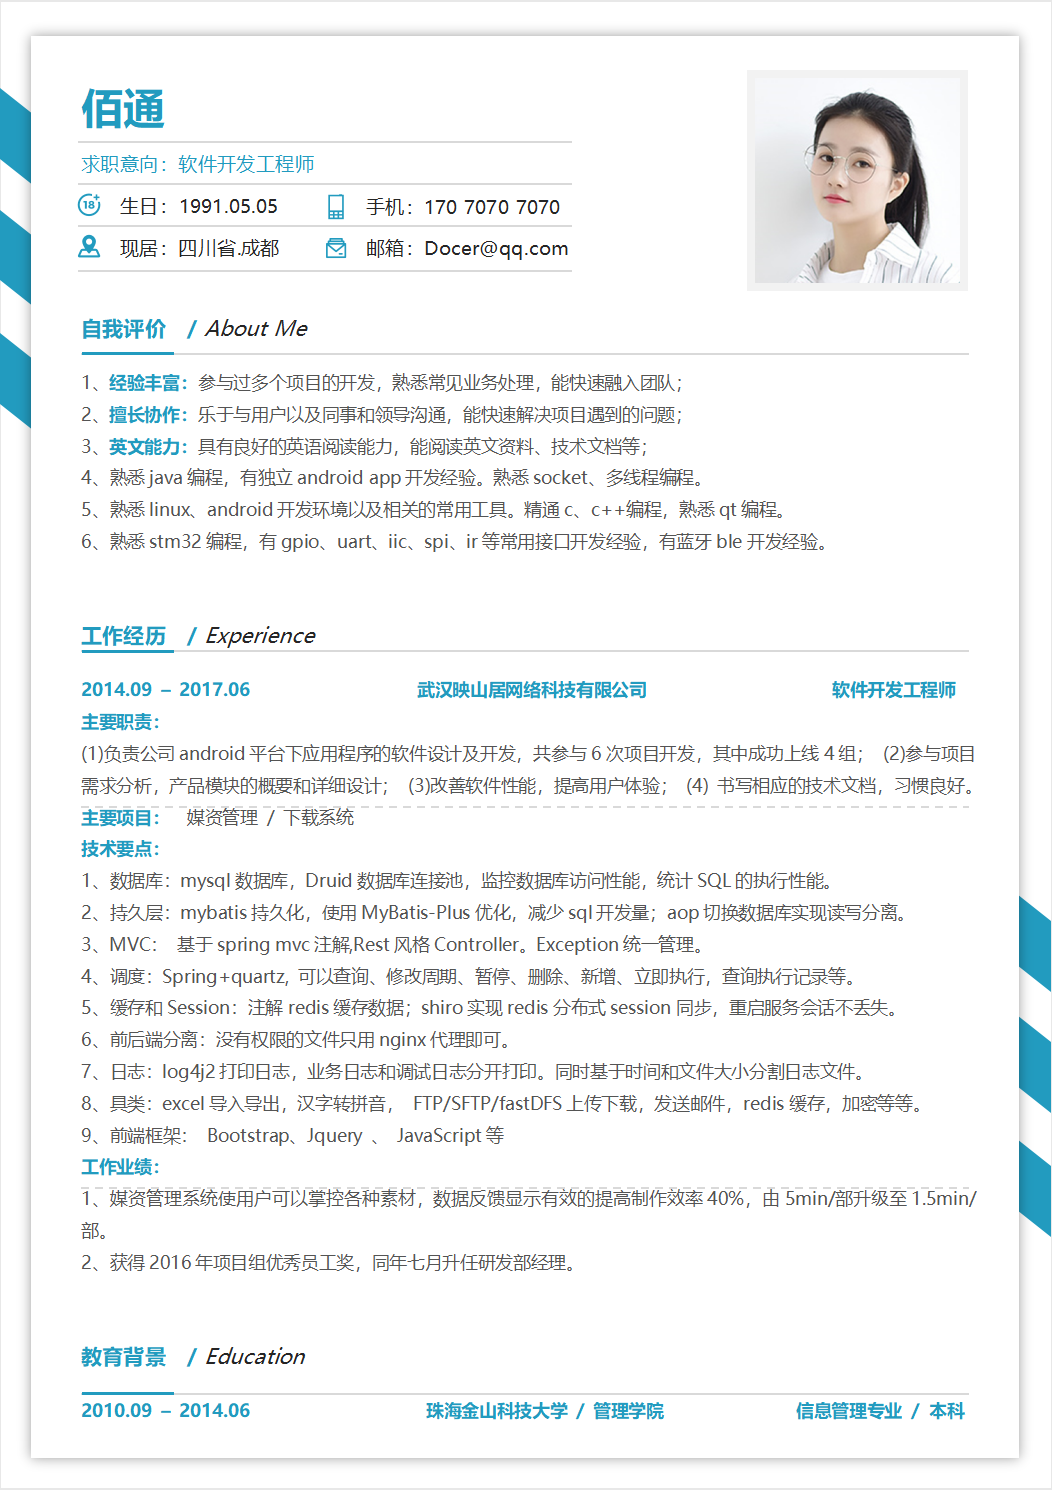 佰通
求职意向：软件开发工程师
18+ 生日：1991.05.05 手机：170 7070 7070
现居：四川省.成都 邮箱：Docer@qq.com
自我评价 / About Me
1、经验丰富：参与过多个项目的开发，熟悉常见业务处理，能快速融入团队；
2、擅长协作：乐于与用户以及同事和领导沟通，能快速解决项目遇到的问题；
3、英文能力：具有良好的英语阅读能力，能阅读英文资料、技术文档等；
4、熟悉 java 编程，有独立 android app 开发经验。熟悉 socket、多线程编程。
5、熟悉 linux、android 开发环境以及相关的常用工具。精通 c、c++编程，熟悉 qt 编程。
6、熟悉 stm32 编程，有 gpio、uart、iic、spi、ir 等常用接口开发经验，有蓝牙 ble 开发经验。
工作经历 / Experience
2014.09 – 2017.06 武汉映山居网络科技有限公司 软件开发工程师
主要职责：
(1)负责公司 android 平台下应用程序的软件设计及开发，共参与 6 次项目开发，其中成功上线 4 组； (2)参与项目
需求分析，产品模块的概要和详细设计； (3)改善软件性能，提高用户体验； (4) 书写相应的技术文档，习惯良好。
主要项目： 媒资管理 / 下载系统
技术要点：
1、数据库：mysql 数据库，Druid 数据库连接池，监控数据库访问性能，统计 SQL 的执行性能。
2、持久层：mybatis 持久化，使用 MyBatis-Plus 优化，减少 sql 开发量；aop 切换数据库实现读写分离。
3、MVC： 基于 spring mvc 注解,Rest 风格 Controller。Exception 统一管理。
4、调度：Spring+quartz, 可以查询、修改周期、暂停、删除、新增、立即执行，查询执行记录等。
5、缓存和 Session：注解 redis 缓存数据；shiro 实现 redis 分布式 session 同步，重启服务会话不丢失。
6、前后端分离：没有权限的文件只用 nginx 代理即可。
7、日志：log4j2 打印日志，业务日志和调试日志分开打印。同时基于时间和文件大小分割日志文件。
8、具类：excel 导入导出，汉字转拼音， FTP/SFTP/fastDFS 上传下载，发送邮件，redis 缓存，加密等等。
9、前端框架： Bootstrap、Jquery 、 JavaScript 等
工作业绩：
1、媒资管理系统使用户可以掌控各种素材，数据反馈显示有效的提高制作效率 40%，由 5min/部升级至 1.5min/
部。
2、获得 2016 年项目组优秀员工奖，同年七月升任研发部经理。
教育背景 / Education
2010.09 – 2014.06 珠海金山科技大学 / 管理学院 信息管理专业 / 本科